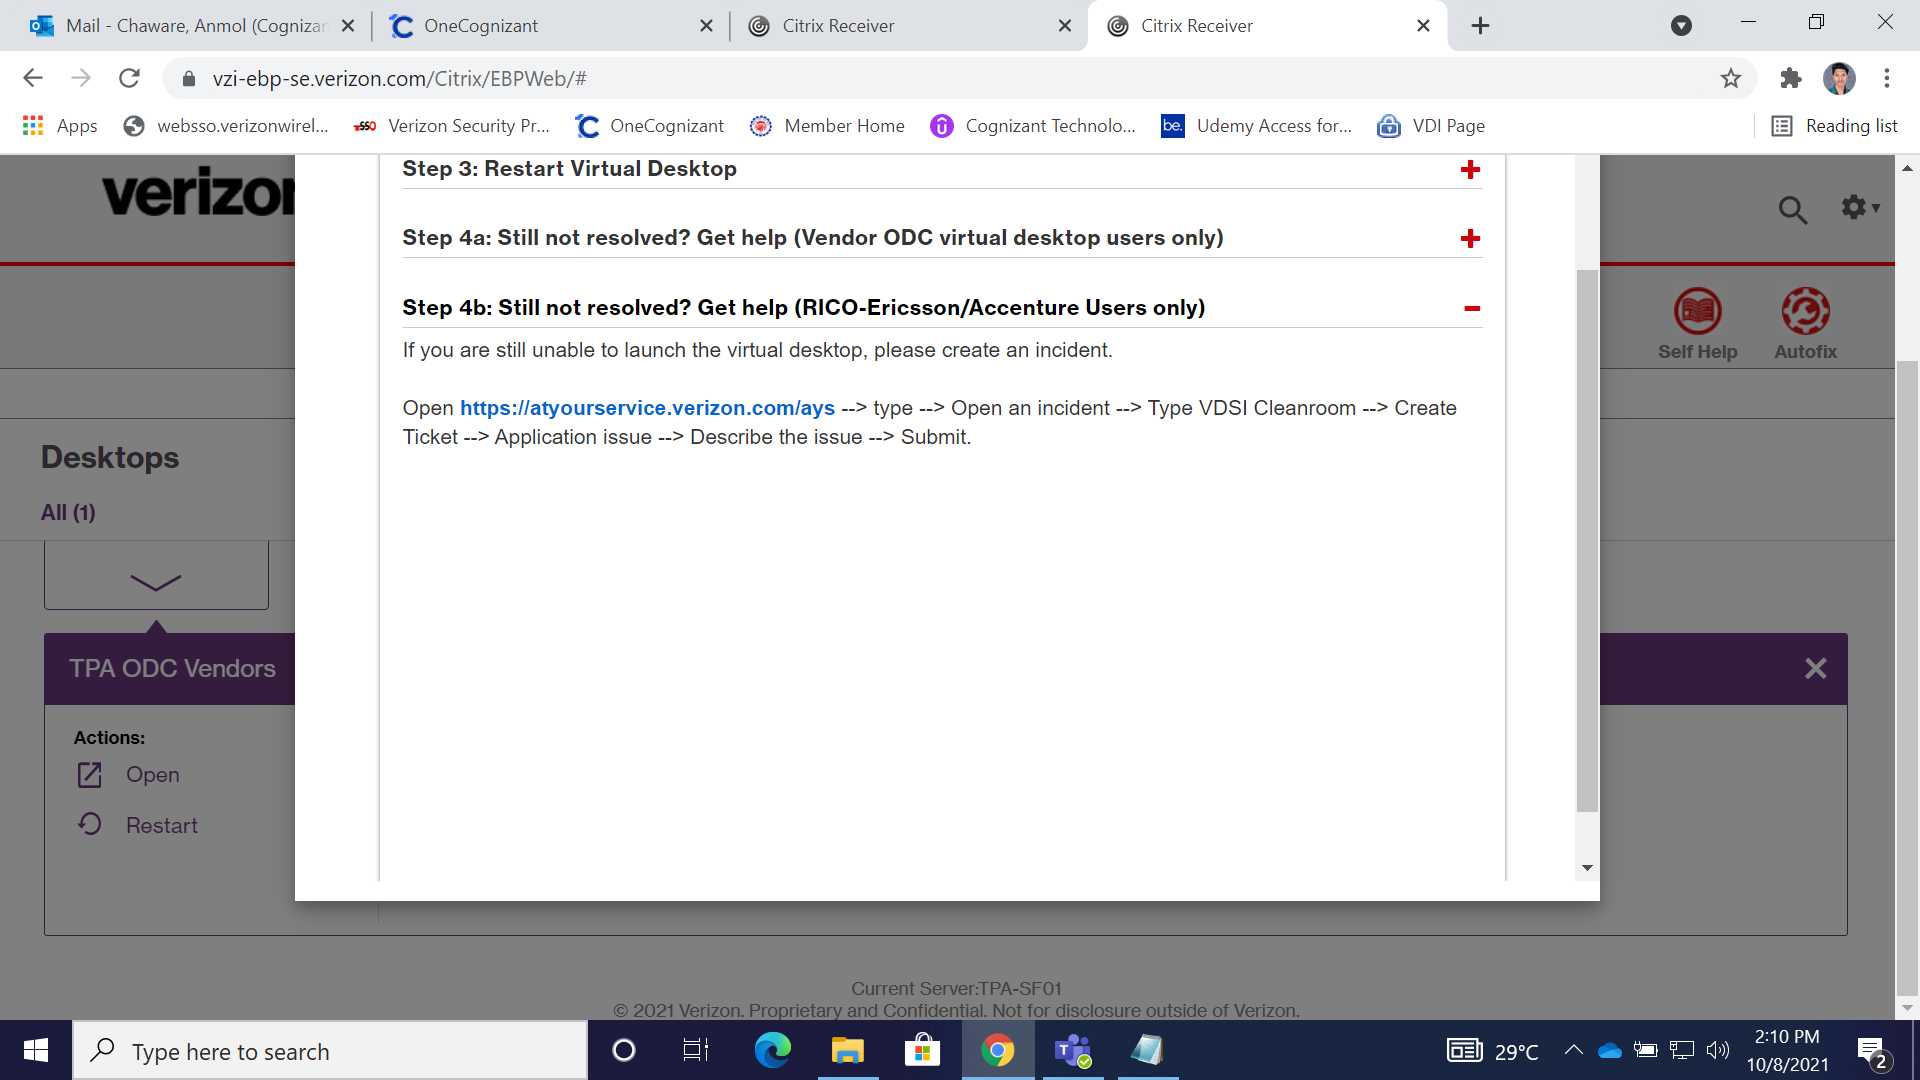 Mail - Chaware, Anmol (Cognizan
OneCognizant
Citrix Receiver
Citrix Receiver
vzi-ebp-se.verizon.com/Citrix/EBPWeb/#
Apps
websso.verizonwirel...
SSO
Verizon Security Pr...
OneCognizant
Member Home
Cognizant Technolo...
be.
Udemy Access for...
VDI Page
Reading list
verizon
Step 3: Restart Virtual Desktop
Step 4a: Still not resolved? Get help (Vendor ODC virtual desktop users only)
Step 4b: Still not resolved? Get help (RICO-Ericsson/Accenture Users only)
If you are still unable to launch the virtual desktop, please create an incident.
Open https://atyourservice.verizon.com/ays --> type --> Open an incident --> Type VDSI Cleanroom --> Create
Ticket --> Application issue --> Describe the issue --> Submit.
Self Help
Autofix
Desktops
All (1)
TPA ODC Vendors
Actions:
Open
Restart
Current Server:TPA-SF01
© 2021 Verizon. Proprietary and Confidential. Not for disclosure outside of Verizon.
Type here to search
29°C
2:10 PM
10/8/2021
2